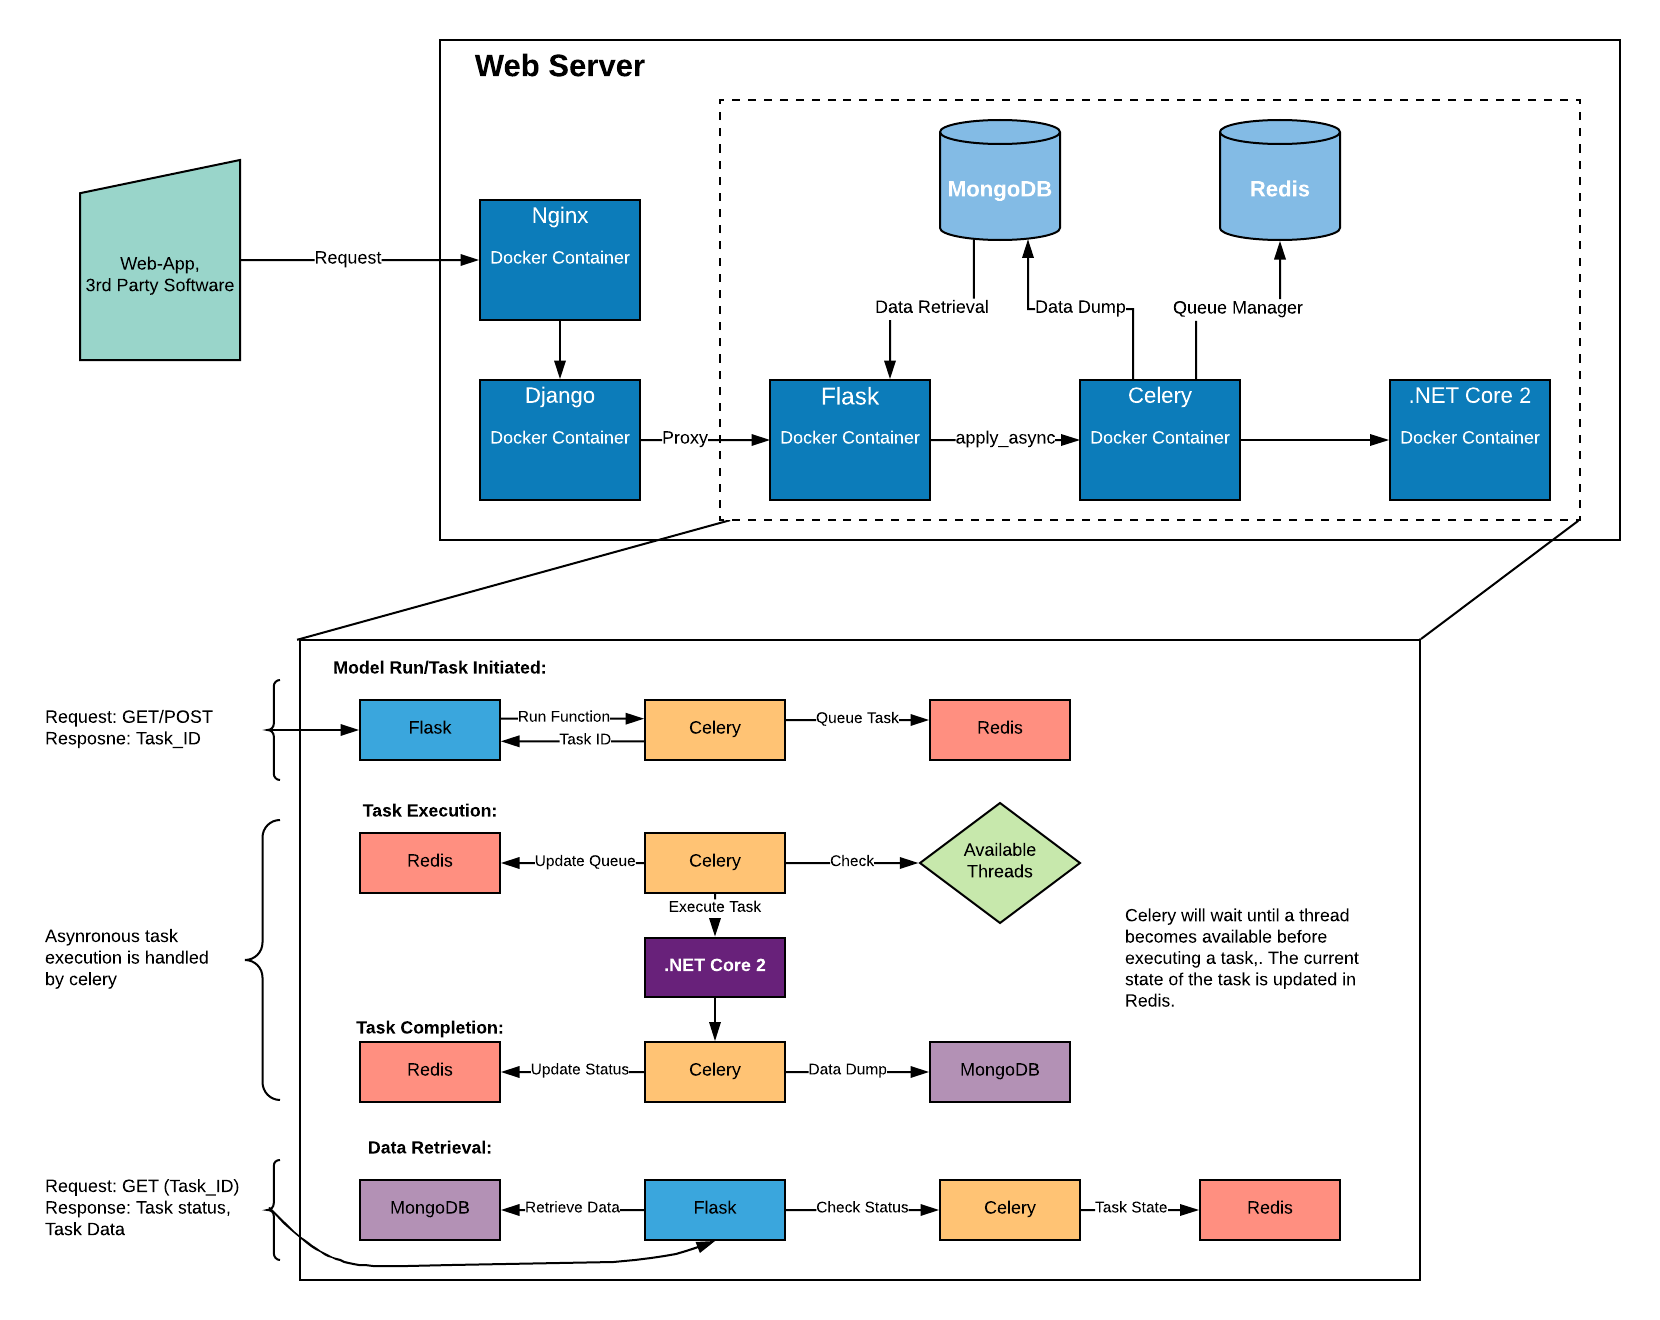 Web Server
MongoDB
Redis
Nginx
Docker Container
Web-App,
3rd Party Software
Request
Data Retrieval
Data Dump
Queue Manager
Django
Docker Container
Proxy
Flask
Docker Container
apply_async
Celery
Docker Container
.NET Core 2
Docker Container
Model Run/Task Initiated:
Request: GET/POST
Resposne: Task_ID
Flask
Run Function
Task ID
Celery
Queue Task
Redis
Task Execution:
Redis
Update Queue
Celery
Check
Available
Threads
Execute Task
Asynronous task
execution is handled
by celery
.NET Core 2
Celery will wait until a thread
becomes available before
executing a task,. The current
state of the task is updated in
Redis.
Task Completion:
Redis
Update Status
Celery
Data Dump
MongoDB
Data Retrieval:
Request: GET (Task_ID)
Response: Task status,
Task Data
MongoDB
Retrieve Data
Flask
Check Status
Celery
Task State
Redis